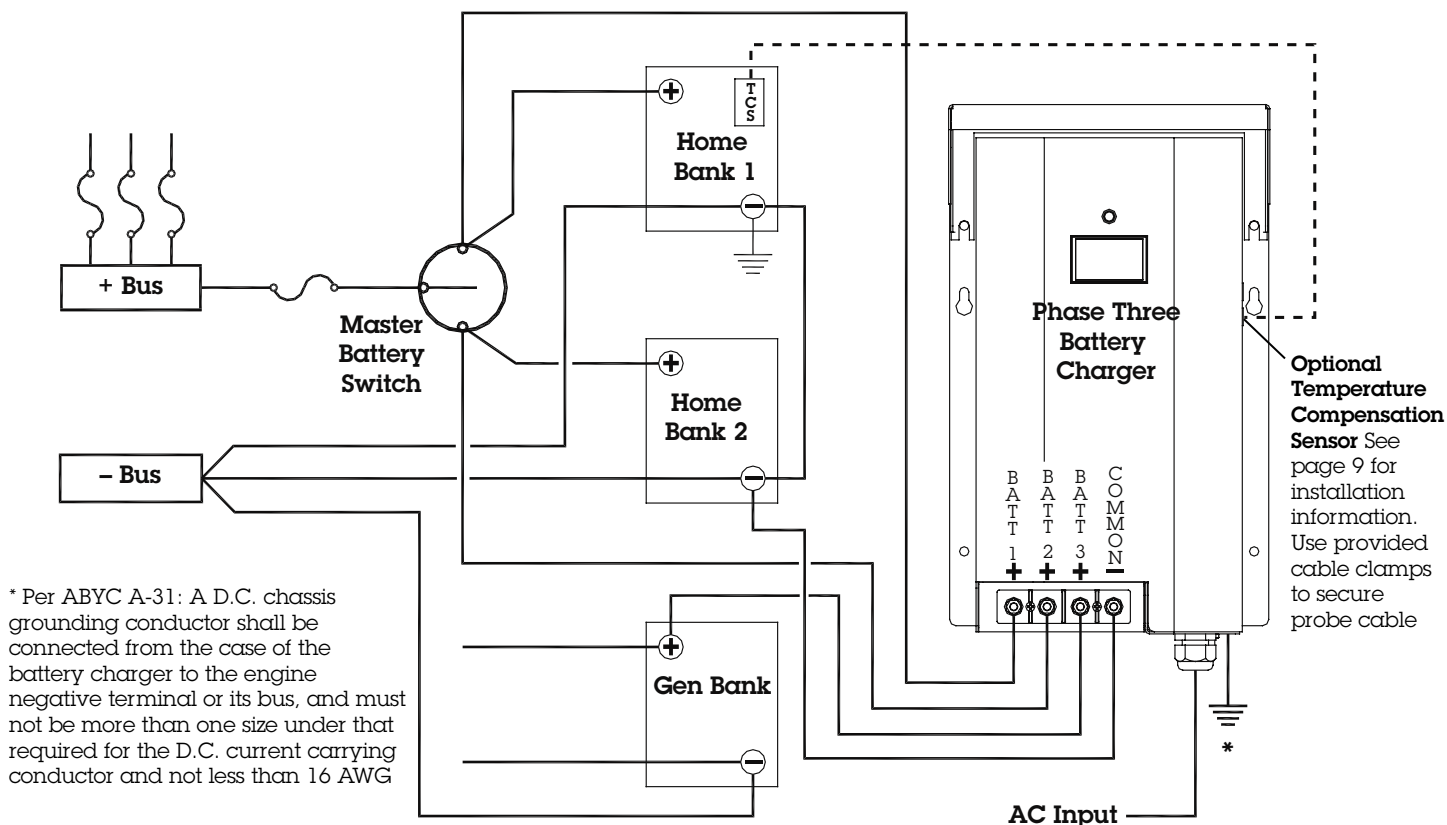 T
C
S
Home
Bank 1
+ Bus
Master
Battery
Switch
Home
Bank 2
– Bus
Gen Bank
Phase Three
Battery
Charger
BATT 1 +
BATT 2 +
BATT 3 +
COMMON –
Optional
Temperature
Compensation
Sensor See
page 9 for
installation
information.
Use provided
cable clamps
to secure
probe cable
* Per ABYC A-31: A D.C. chassis
grounding conductor shall be
connected from the case of the
battery charger to the engine
negative terminal or its bus, and must
not be more than one size under that
required for the D.C. current carrying
conductor and not less than 16 AWG
*
AC Input